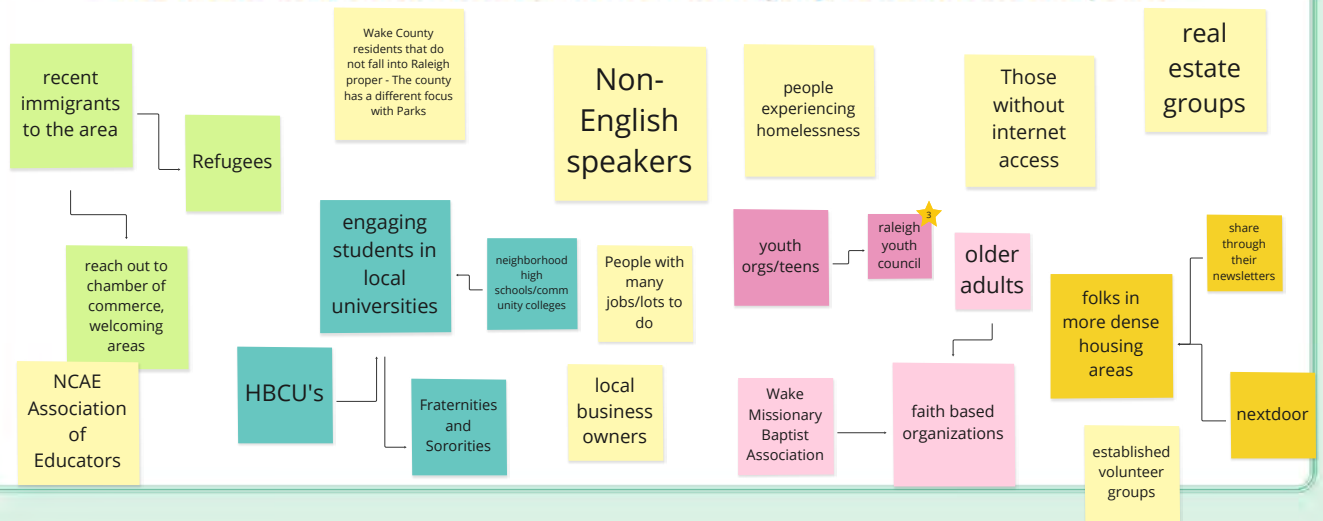 recent
immigrants
to the area
Refugees
reach out to
chamber of
commerce,
welcoming
areas
NCAE
Association
of
Educators
Wake County
residents that do
not fall into Raleigh
proper - The county
has a different focus
with Parks
engaging
students in
local
universities
neighborhood
high
schools/comm
unity colleges
HBCU's
Fraternities
and
Sororities
Non-
English
speakers
People with
many
jobs/lots to
do
local
business
owners
people
experiencing
homelessness
youth
orgs/teens
raleigh
youth
council
3
older
adults
Wake
Missionary
Baptist
Association
faith based
organizations
Those
without
internet
access
real
estate
groups
share
through
their
newsletters
folks in
more dense
housing
areas
nextdoor
established
volunteer
groups